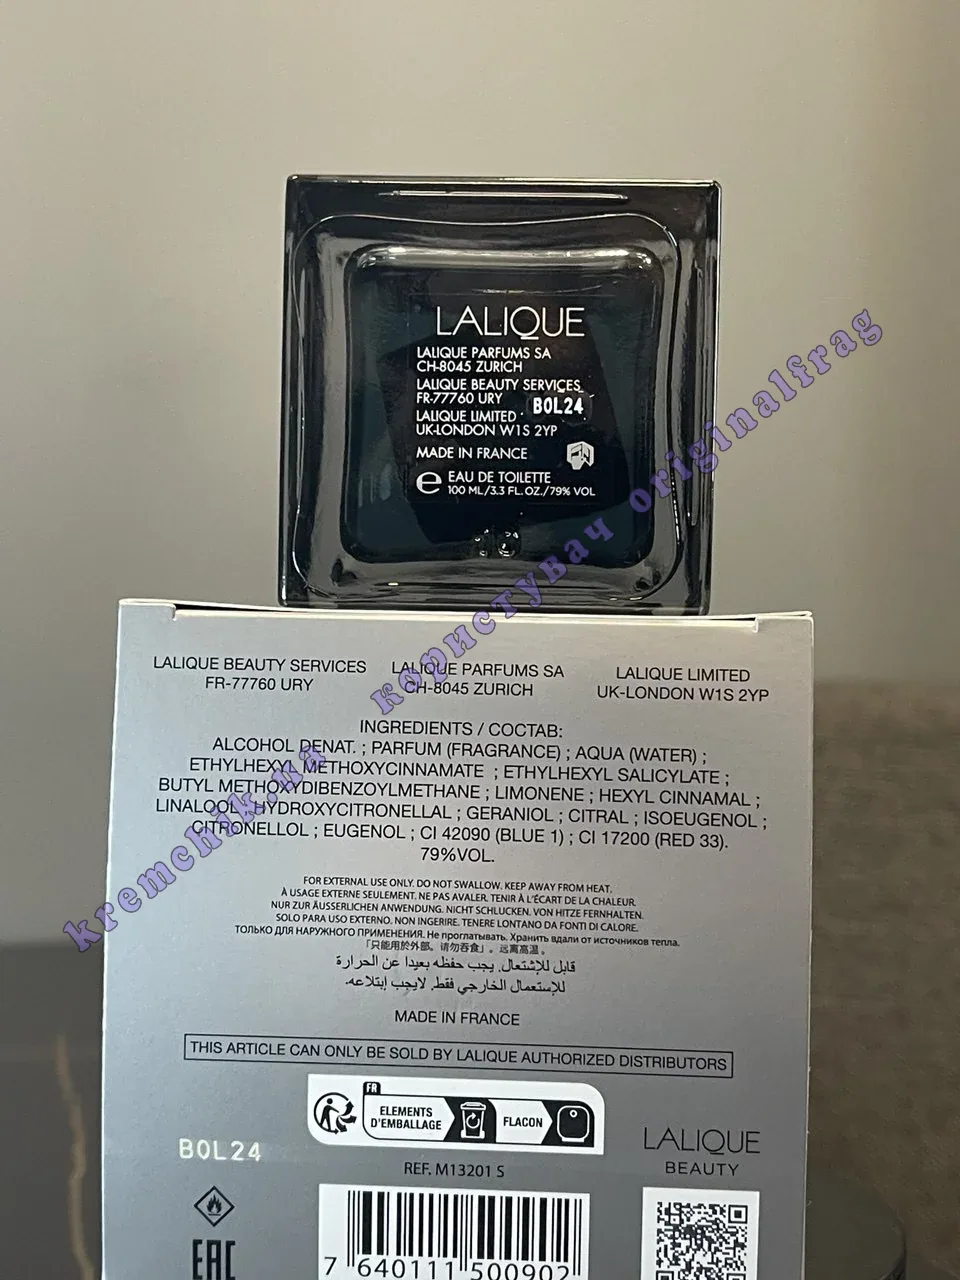 LALIQUE
LALIQUE PARFUMS SA
CH-8045 ZURICH
LALIQUE BEAUTY SERVICES
FR-77760 URY
BOL24
LALIQUE LIMITED
UK-LONDON W1S 2YP
MADE IN FRANCE
e EAU DE TOILETTE
100 ML/3.3 FL.OZ./79% VOL
kremchik.ua користувач originalfrag
LALIQUE BEAUTY SERVICES
FR-77760 URY
LALIQUE PARFUMS SA
CH-8045 ZURICH
LALIQUE LIMITED
UK-LONDON W1S 2YP
INGREDIENTS / СОСТАВ:
ALCOHOL DENAT. ; PARFUM (FRAGRANCE) ; AQUA (WATER) ;
ETHYLHEXYL METHOXYCINNAMATE ; ETHYLHEXYL SALICYLATE ;
BUTYL METHOXYDIBENZOYLMETHANE ; LIMONENE ; HEXYL CINNAMAL ;
LINALOOL ; HYDROXYCITRONELLAL ; GERANIOL ; CITRAL ; ISOEUGENOL ;
CITRONELLOL ; EUGENOL ; CI 42090 (BLUE 1) ; CI 17200 (RED 33).
79%VOL.
FOR EXTERNAL USE ONLY. DO NOT SWALLOW. KEEP AWAY FROM HEAT.
À USAGE EXTERNE SEULEMENT. NE PAS AVALER. TENIR À L'ÉCART DE LA CHALEUR.
NUR ZUR ÄUSSERLICHEN ANWENDUNG. NICHT SCHLUCKEN. VON HITZE FERNHALTEN.
SOLO PARA USO EXTERNO. NON INGERIRE. TENERE LONTANO DA FONTI DI CALORE.
ТОЛЬКО ДЛЯ НАРУЖНОГО ПРИМЕНЕНИЯ. Не проглатывать. Хранить вдали от источников тепла.
「只能用於外部。请勿吞食」。远离高温。
قابل للإشتعال. يجب حفظه بعيدا عن الحرارة
للإستعمال الخارجي فقط. لايجب إبتلاعه.
MADE IN FRANCE
THIS ARTICLE CAN ONLY BE SOLD BY LALIQUE AUTHORIZED DISTRIBUTORS
FR
ELEMENTS
D'EMBALLAGE
FLACON
BOL24
REF. M13201 S
LALIQUE
BEAUTY
EAC
7 640111 500902